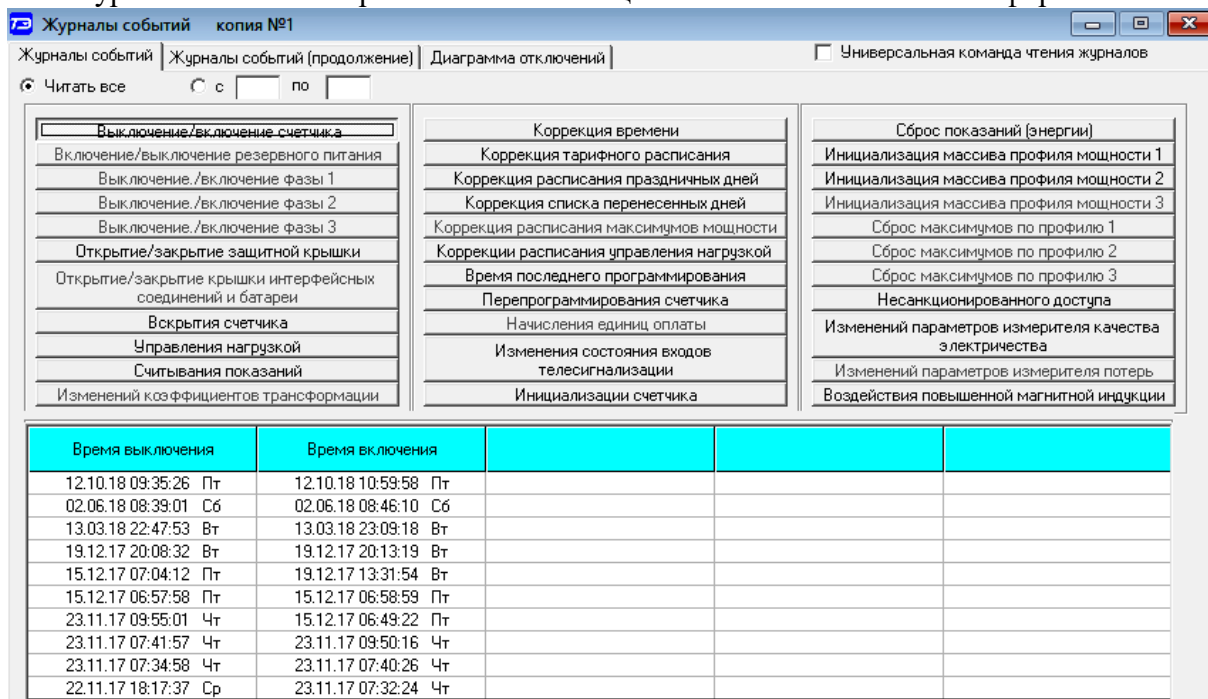 ТЭ Журналы событий копия №1
Журналы событий Журналы событий (продолжение) Диаграмма отключений Универсальная команда чтения журналов
Читать все с по
Выключение/включение счетчика
Включение/выключение резервного питания
Выключение./включение фазы 1
Выключение./включение фазы 2
Выключение./включение фазы 3
Открытие/закрытие защитной крышки
Открытие/закрытие крышки интерфейсных
соединений и батареи
Вскрытия счетчика
Управления нагрузкой
Считывания показаний
Изменений коэффициентов трансформации
Коррекция времени
Коррекция тарифного расписания
Коррекция расписания праздничных дней
Коррекция списка перенесенных дней
Коррекция расписания максимумов мощности
Коррекции расписания управления нагрузкой
Время последнего программирования
Перепрограммирования счетчика
Начисления единиц оплаты
Изменения состояния входов
телесигнализации
Инициализации счетчика
Сброс показаний (энергии)
Инициализация массива профиля мощности 1
Инициализация массива профиля мощности 2
Инициализация массива профиля мощности 3
Сброс максимумов по профилю 1
Сброс максимумов по профилю 2
Сброс максимумов по профилю 3
Несанкционированного доступа
Изменений параметров измерителя качества
электричества
Изменений параметров измерителя потерь
Воздействия повышенной магнитной индукции
Время выключения Время включения
12.10.18 09:35:26 Пт 12.10.18 10:59:58 Пт
02.06.18 08:39:01 Сб 02.06.18 08:46:10 Сб
13.03.18 22:47:53 Вт 13.03.18 23:09:18 Вт
19.12.17 20:08:32 Вт 19.12.17 20:13:19 Вт
15.12.17 07:04:12 Пт 19.12.17 13:31:54 Вт
15.12.17 06:57:58 Пт 15.12.17 06:58:59 Пт
23.11.17 09:55:01 Чт 15.12.17 06:49:22 Пт
23.11.17 07:41:57 Чт 23.11.17 09:50:16 Чт
23.11.17 07:34:58 Чт 23.11.17 07:40:26 Чт
22.11.17 18:17:37 Ср 23.11.17 07:32:24 Чт